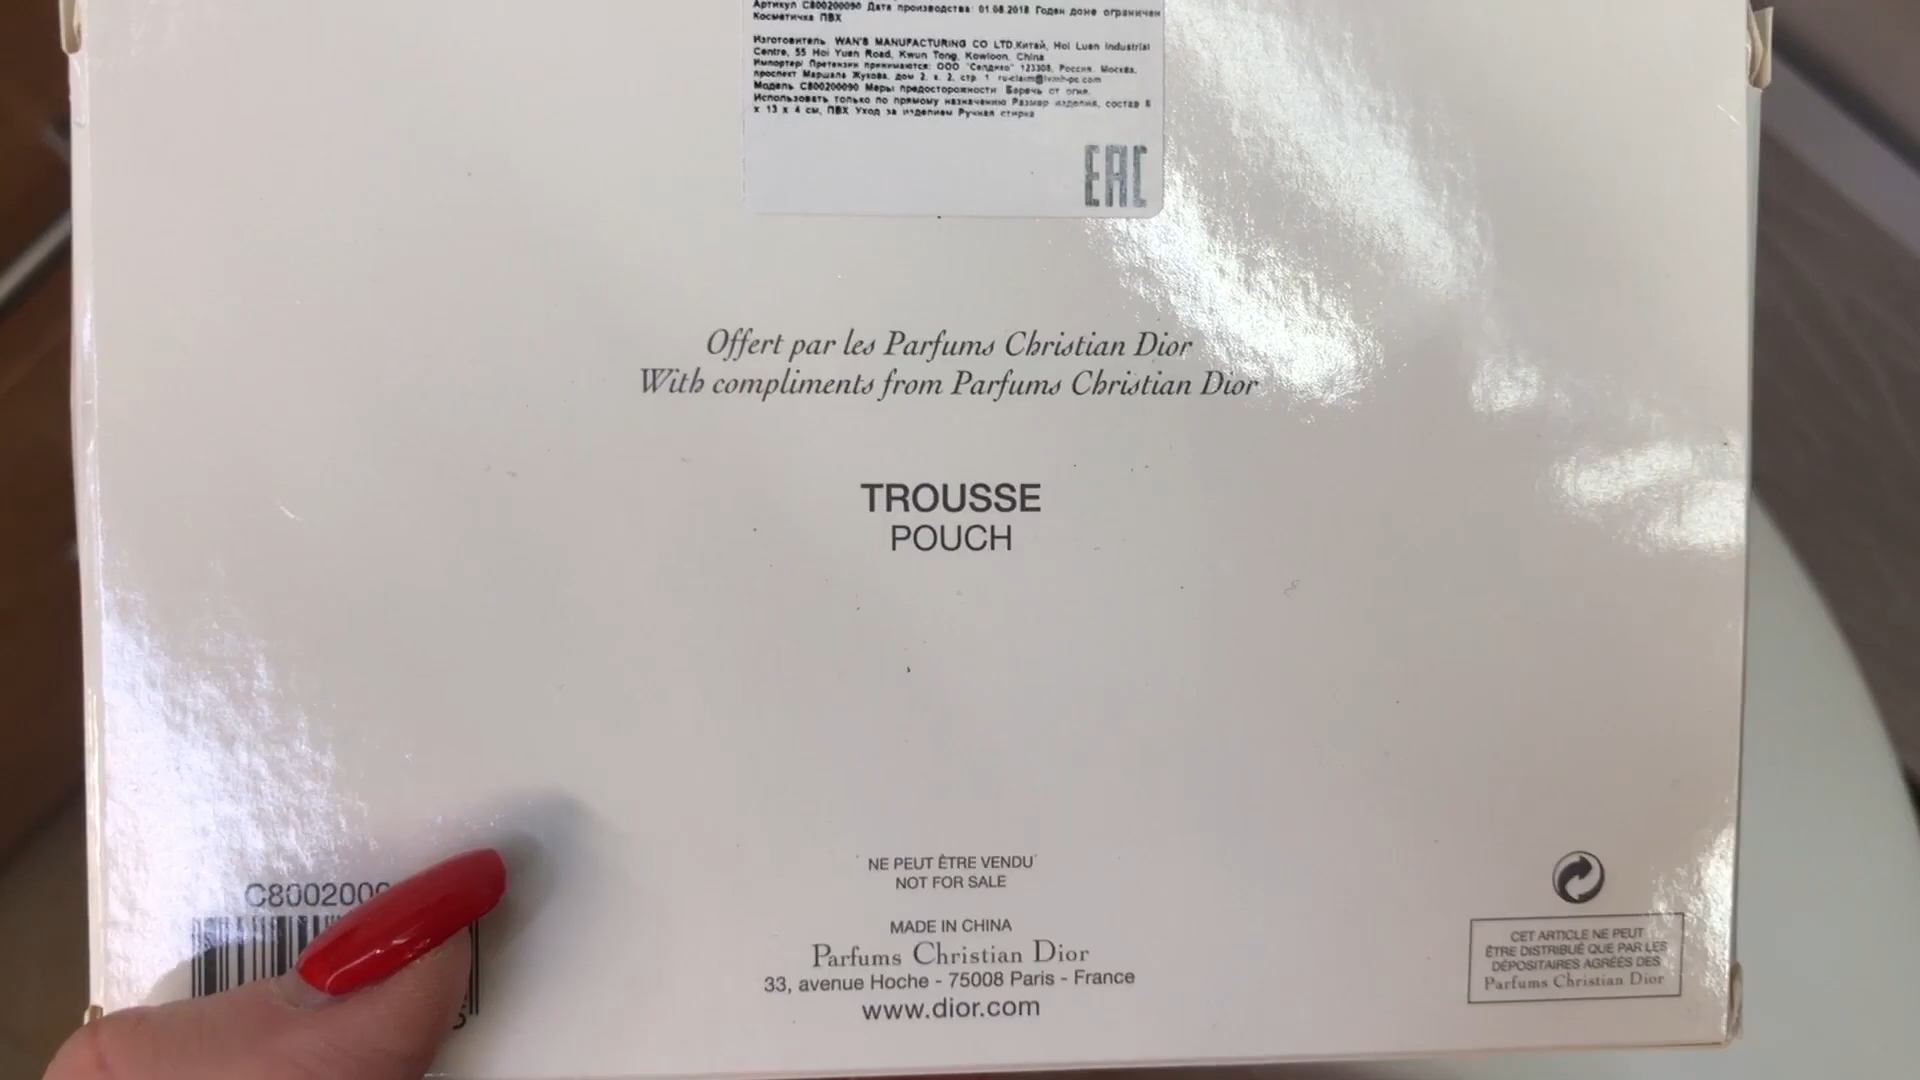 Артикул C800200090 Дата производства: 01.08.2018 Годен до:не ограничен
Косметичка ПВХ
Изготовитель WAN'S MANUFACTURING CO LTD,Китай, Hoi Luen Industrial
Centre, 55 Hoi Yuen Road, Kwun Tong, Kowloon, China
Импортер/ Претензии принимаются: ООО "Селдико" 123308, Россия, Москва,
проспект Маршала Жукова, дом 2, к. 2, стр. 1 ru-claim@lvmh-pc.com
Модель C800200090 Меры предосторожности Беречь от огня.
Использовать только по прямому назначению Размер изделия, состав 8
х 13 х 4 см, ПВХ Уход за изделием Ручная стирка
EAC
Offert par les Parfums Christian Dior
With compliments from Parfums Christian Dior
TROUSSE
POUCH
NE PEUT ÊTRE VENDU
NOT FOR SALE
MADE IN CHINA
Parfums Christian Dior
33, avenue Hoche - 75008 Paris - France
www.dior.com
C800200
CET ARTICLE NE PEUT
ÊTRE DISTRIBUÉ QUE PAR LES
DÉPOSITAIRES AGRÉÉS DES
Parfums Christian Dior